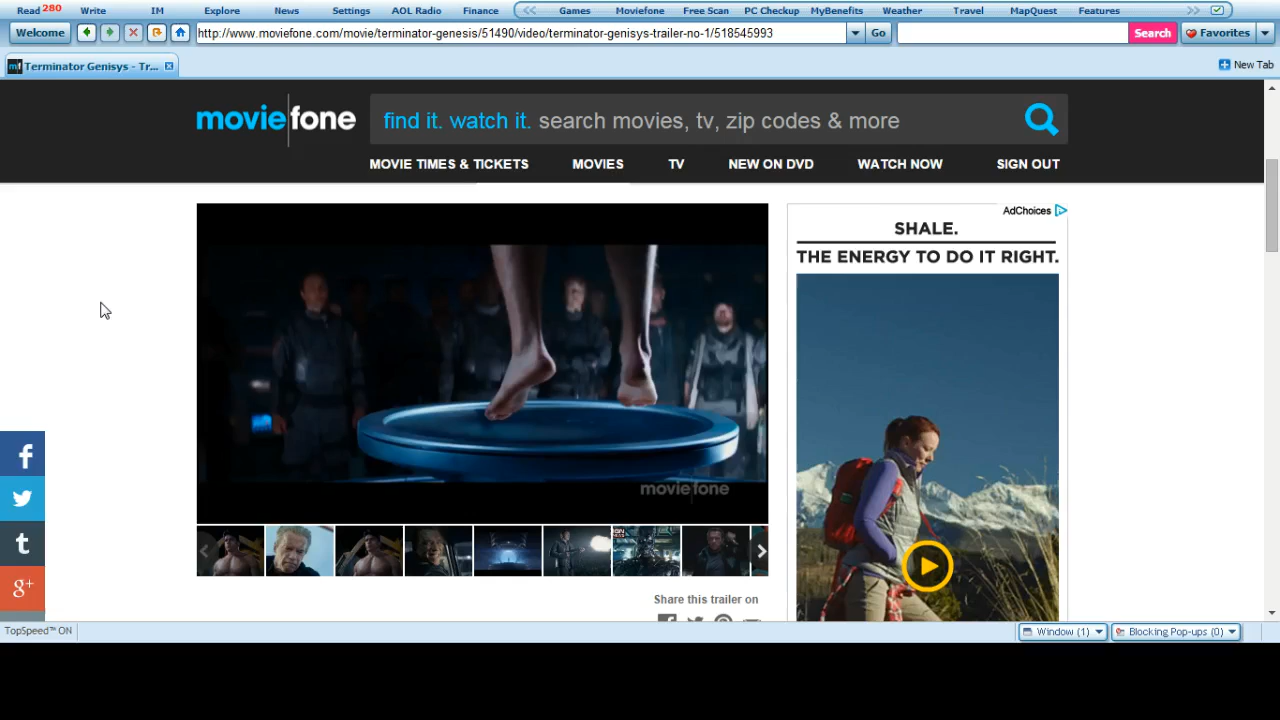 Read 280 Write IM Explore News Settings AOL Radio Finance Games Moviefone Free Scan PC Checkup MyBenefits Weather Travel MapQuest Features
Welcome http://www.moviefone.com/movie/terminator-genesis/51490/video/terminator-genisys-trailer-no-1/518545993 Go Search Favorites
Terminator Genisys - Tr... New Tab
moviefone find it. watch it. search movies, tv, zip codes & more
MOVIE TIMES & TICKETS MOVIES TV NEW ON DVD WATCH NOW SIGN OUT
AdChoices
SHALE.
THE ENERGY TO DO IT RIGHT.
moviefone
Share this trailer on
TopSpeed™ ON Window (1) Blocking Pop-ups (0)